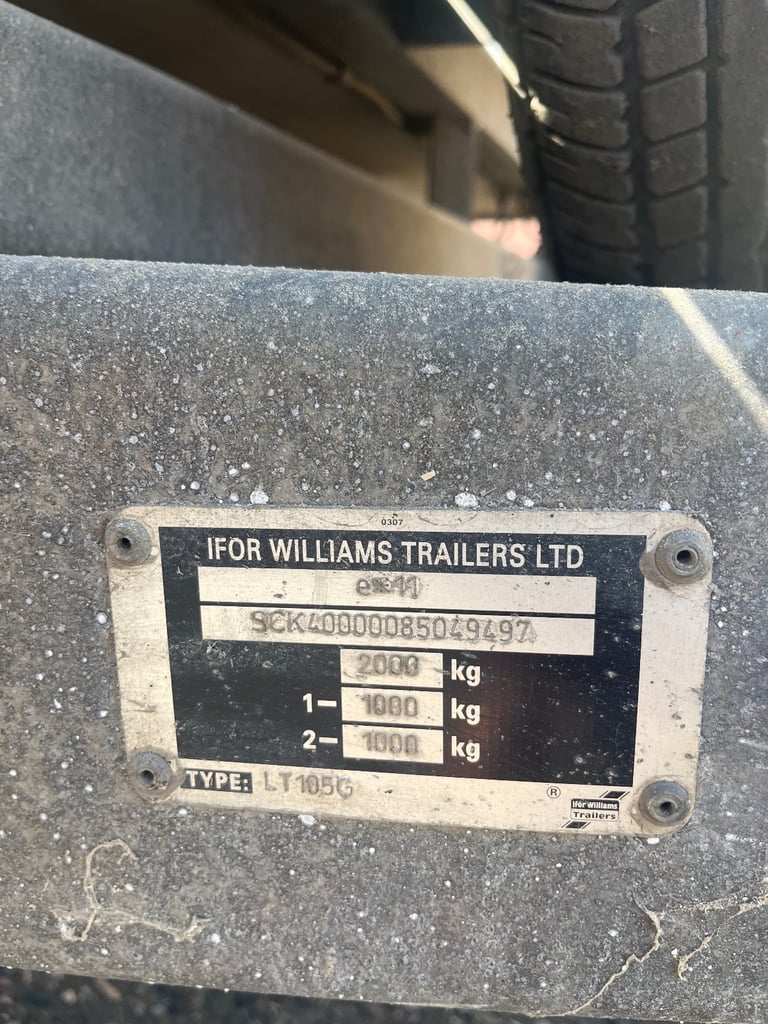 0307
IFOR WILLIAMS TRAILERS LTD
e*11
SCK40000085049497
2000 kg
1- 1000 kg
2- 1000 kg
TYPE: LT105G
®
Ifor Williams
Trailers